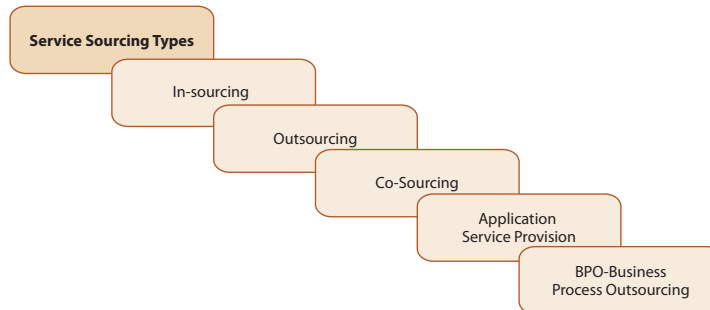 Service Sourcing Types
In-sourcing
Outsourcing
Co-Sourcing
Application
Service Provision
BPO-Business
Process Outsourcing